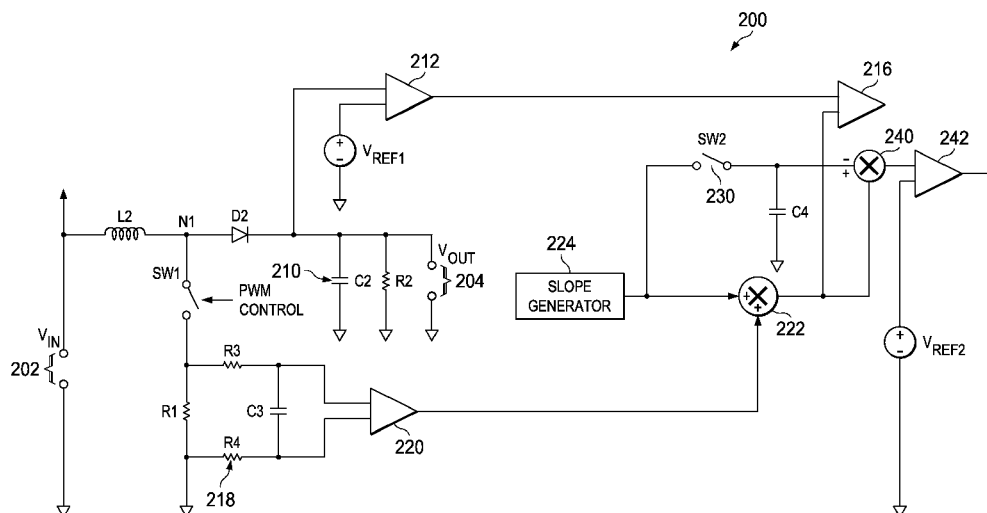 200
212
216
SW2
240
242
VREF1
230
C4
L2
N1
D2
224
SLOPE
GENERATOR
222
VOUT
210
C2
R2
204
SW1
PWM
CONTROL
VIN
202
R3
R1
C3
R4
218
220
VREF2
+
-
-
+
+
+
+
-